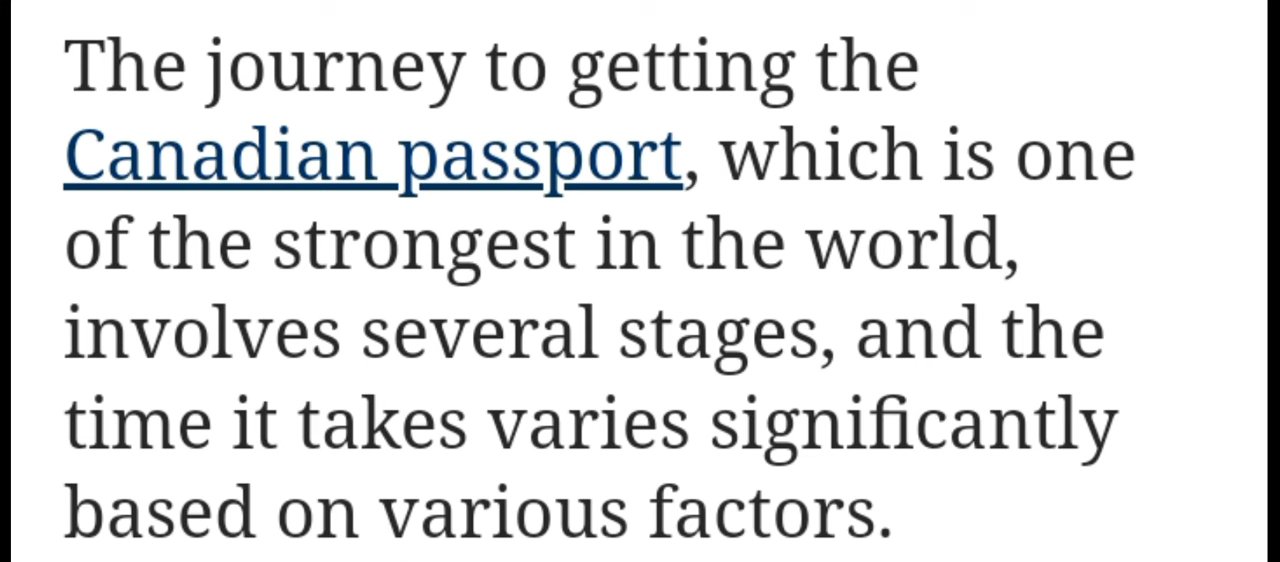 The journey to getting the
Canadian passport, which is one
of the strongest in the world,
involves several stages, and the
time it takes varies significantly
based on various factors.